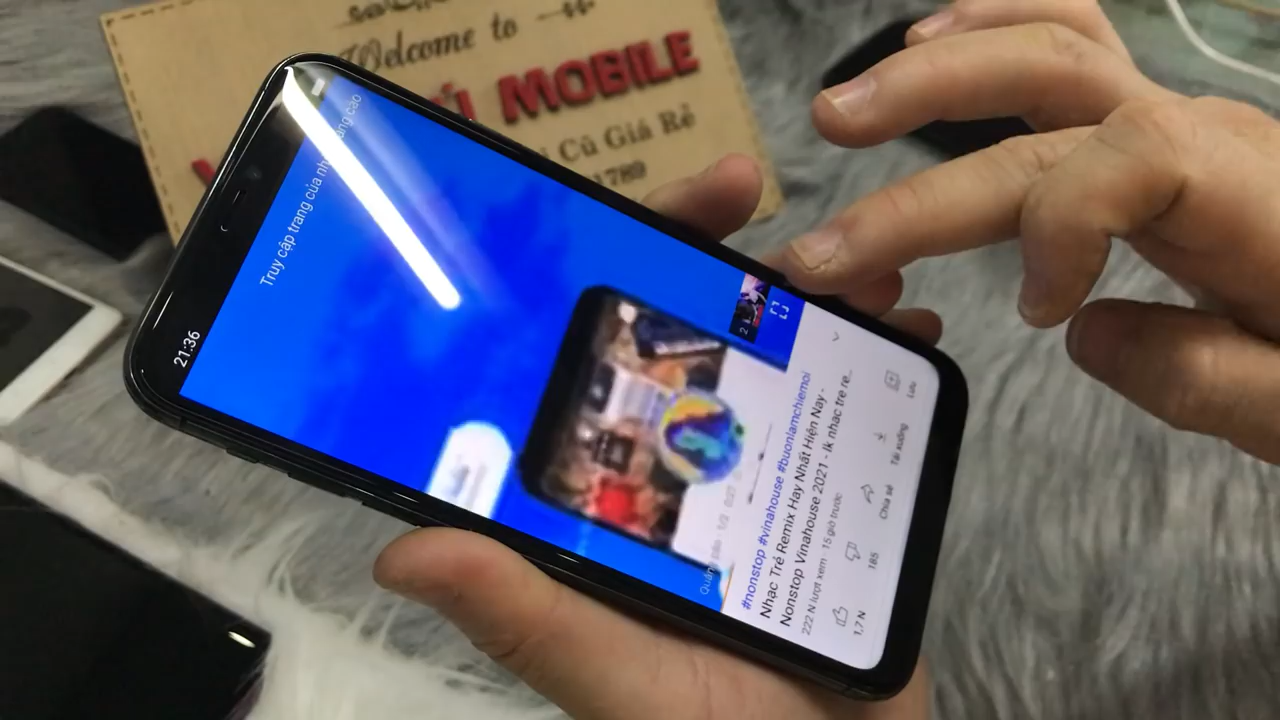 Welcome to
MOBILE
Cũ Giá Rẻ
1789
21:36
Truy cập trang của
#nonstop #vinahouse #buonlamchiemoi
Nhạc Trẻ Remix Hay Nhất Hiện Nay -
Nonstop Vinahouse 2021 - lk nhac tre re...
222 N lượt xem · 15 giờ trước
1,7 N
185
Chia sẻ
Tải xuống
Lưu